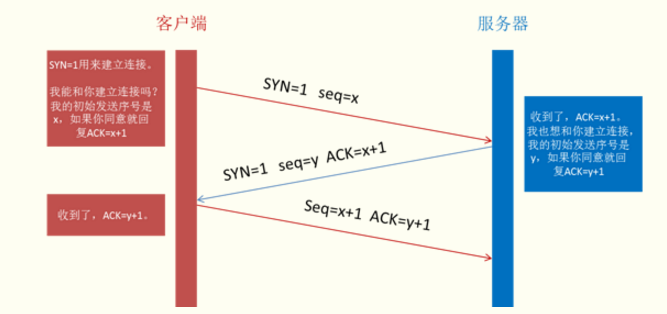 客户端
服务器
SYN=1用来建立连接。
我能和你建立连接吗?
我的初始发送序号是
x，如果你同意就回
复ACK=x+1
SYN=1 seq=x
收到了，ACK=x+1。
我也想和你建立连接，
我的初始发送序号是
y，如果你同意就回
复ACK=y+1
SYN=1 seq=y ACK=x+1
收到了，ACK=y+1。
Seq=x+1 ACK=y+1